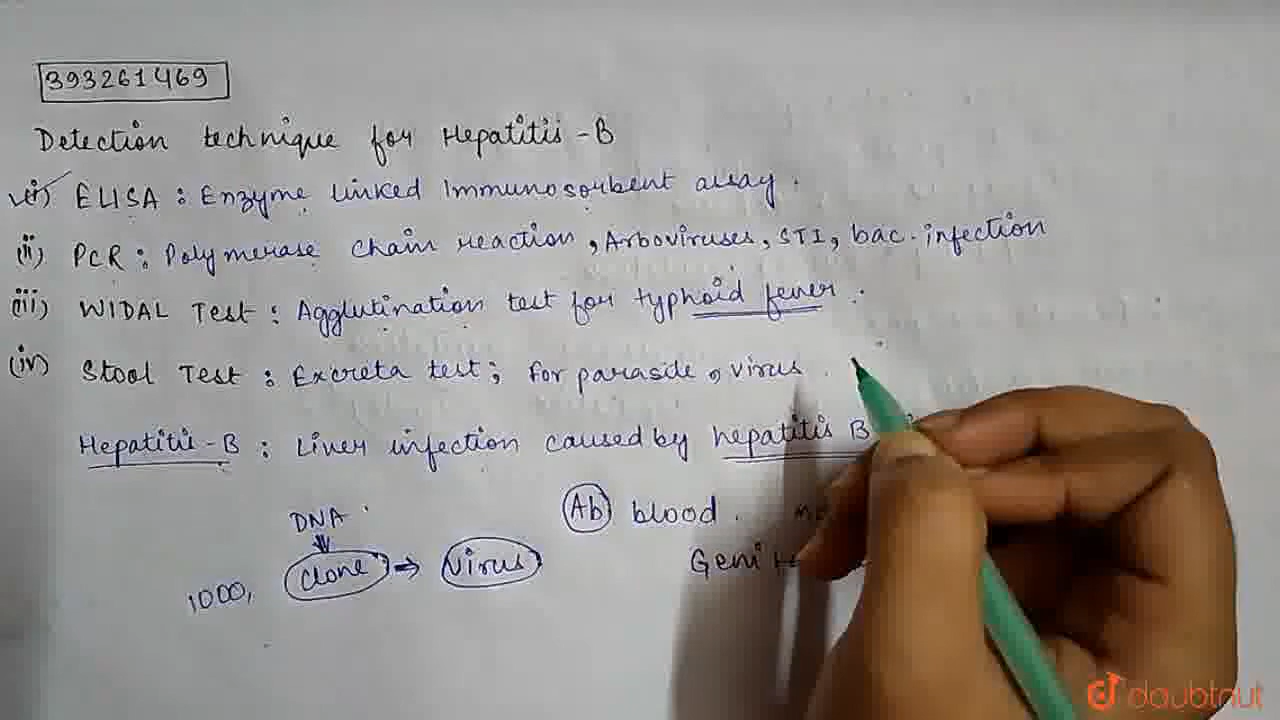 393261469
Detection technique for Hepatitis-B
(i) ELISA : Enzyme linked Immunosorbent array.
(ii) PCR : Polymerase chain reaction, Arboviruses, STI, bac. infection
(iii) WIDAL Test : Agglutination test for typhoid fever.
(iv) Stool Test : Excreta test; for parasite, virus.
Hepatitis-B : Liver infection caused by hepatitis B
DNA
Ab blood.
1000, clone → virus
Geni
doubtnut